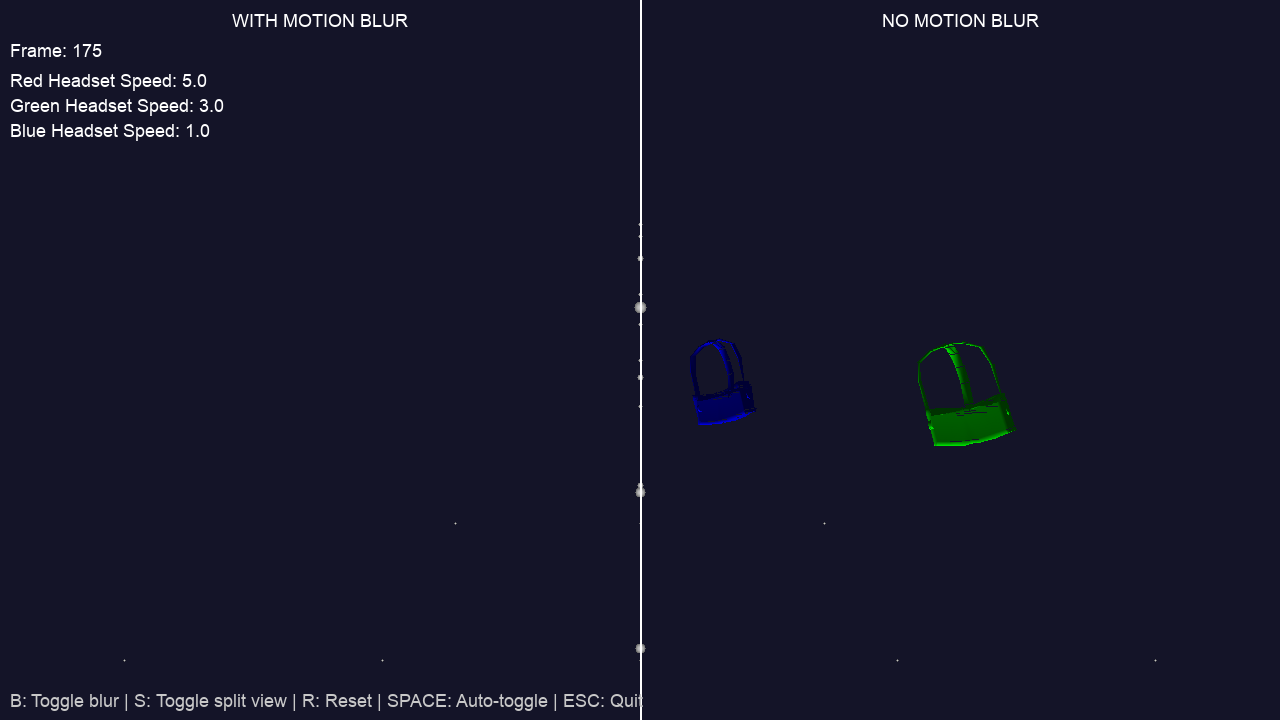 WITH MOTION BLUR
NO MOTION BLUR
Frame: 175
Red Headset Speed: 5.0
Green Headset Speed: 3.0
Blue Headset Speed: 1.0
B: Toggle blur | S: Toggle split view | R: Reset | SPACE: Auto-toggle | ESC: Quit